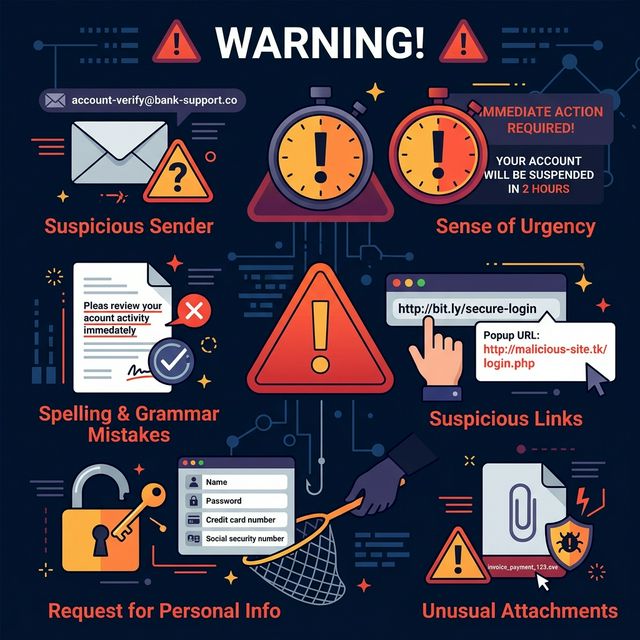 WARNING!
account-verify@bank-support.co
Suspicious Sender
MMEDIATE ACTION
REQUIRED!
YOUR ACCOUNT
WILL BE SUSPENDED
IN 2 HOURS
Sense of Urgency
Pleas review your
acount activity
immedately
Spelling & Grammar
Mistakes
http://bit.ly/secure-login
Popup URL:
http://malicious-site.tk/
login.php
Suspicious Links
Name
Password
Credit card number
Social security number
Request for Personal Info
invoice_payment_123.exe
Unusual Attachments